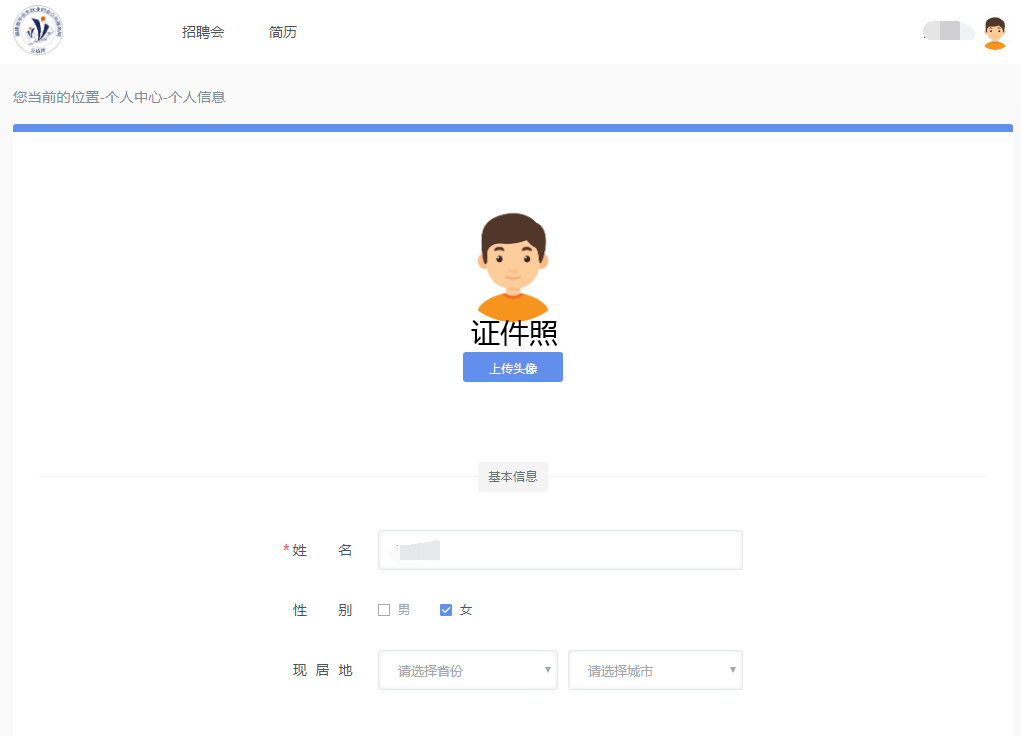 招聘会 简历
您当前的位置-个人中心-个人信息
证件照
上传头像
基本信息
*姓 名
性 别 男 女
现 居 地 请选择省份 请选择城市